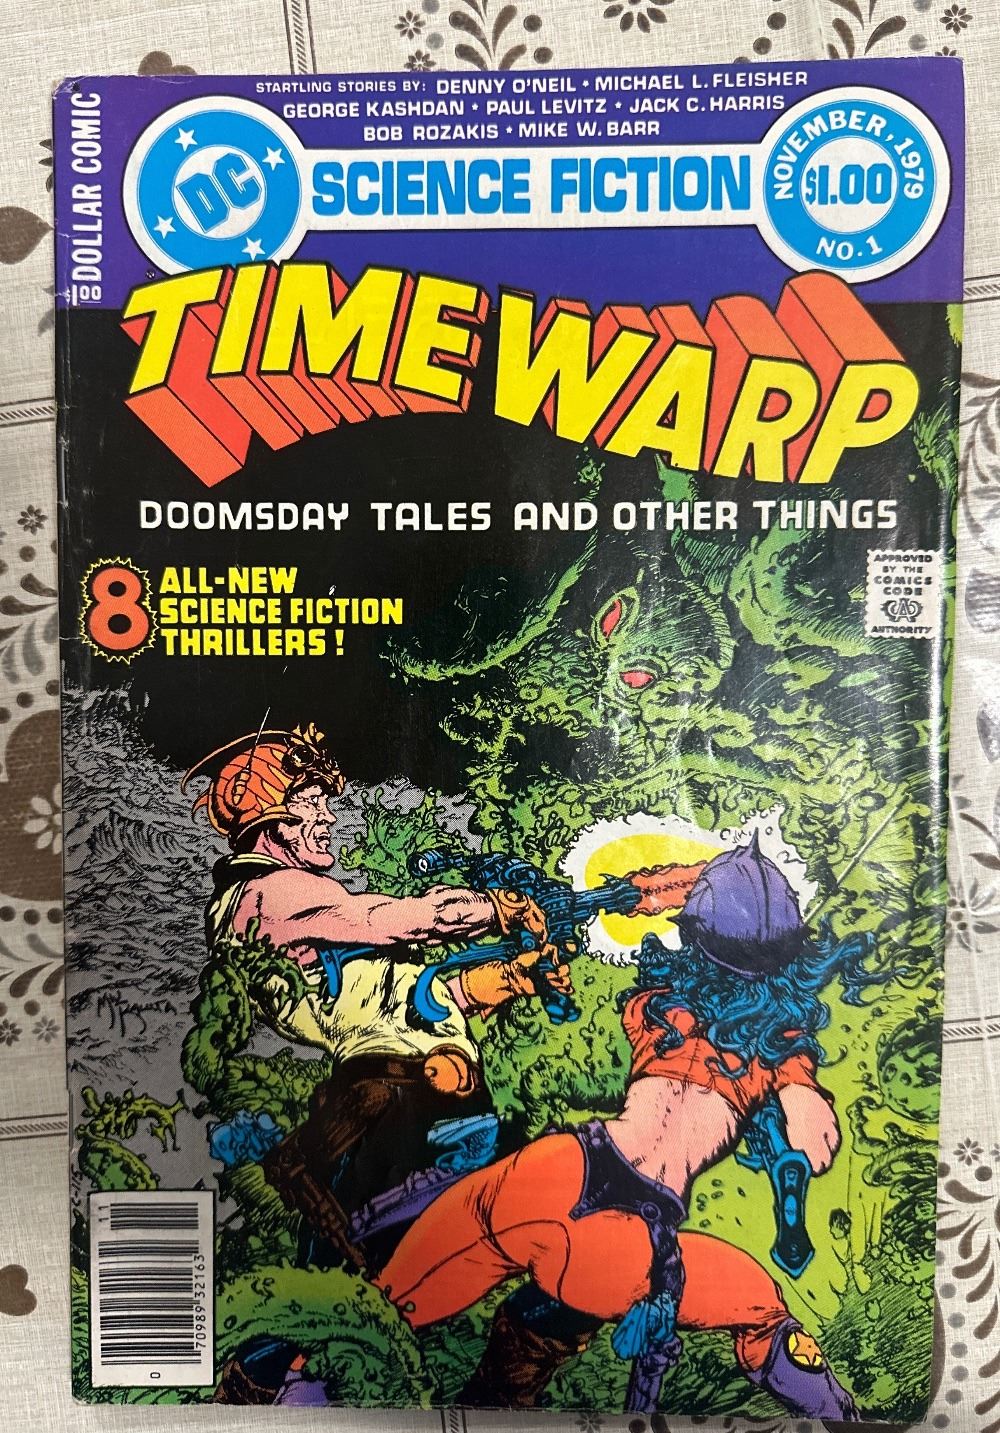 STARTLING STORIES BY: DENNY O'NEIL • MICHAEL L. FLEISHER
GEORGE KASHDAN • PAUL LEVITZ • JACK C. HARRIS
BOB ROZAKIS • MIKE W. BARR
$1.00 DOLLAR COMIC
DC
SCIENCE FICTION
NOVEMBER, 1979
$1.00
NO. 1
TIME WARP
DOOMSDAY TALES AND OTHER THINGS
8 ALL-NEW
SCIENCE FICTION
THRILLERS!
APPROVED
BY THE
COMICS
CODE
CA
AUTHORITY
11
70989 32163
0